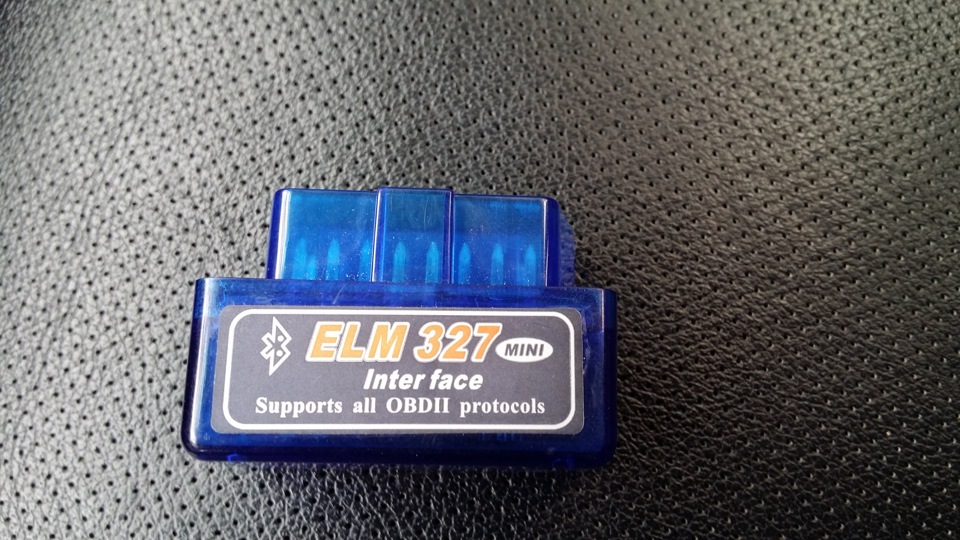 ELM 327 MINI
Inter face
Supports all OBDII protocols